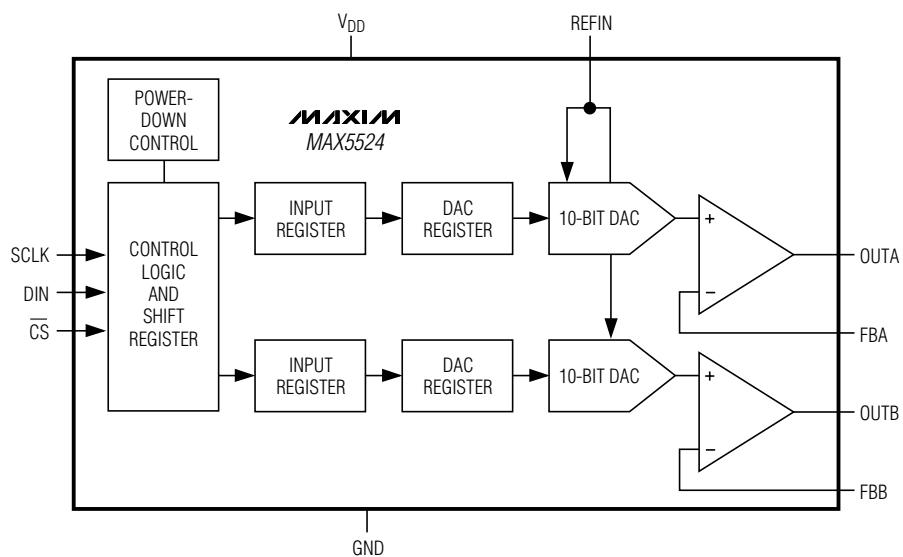 VDD
REFIN
POWER-
DOWN
CONTROL
MAXIM
MAX5524
CONTROL
LOGIC
AND
SHIFT
REGISTER
SCLK
DIN
CS
INPUT
REGISTER
DAC
REGISTER
10-BIT DAC
+
−
OUTA
FBA
INPUT
REGISTER
DAC
REGISTER
10-BIT DAC
+
−
OUTB
FBB
GND